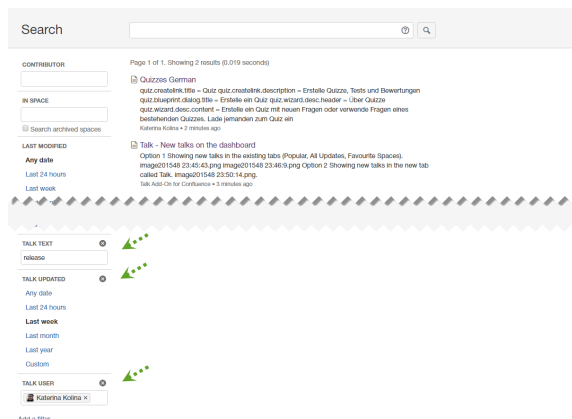 Search
CONTRIBUTOR
IN SPACE
Search archived spaces
LAST MODIFIED
Any date
Last 24 hours
Last week
Page 1 of 1. Showing 2 results (0.019 seconds)
Quizzes German
quiz.createlink.title = Quiz quiz.createlink.description = Erstelle Quizze, Tests und Bewertungen
quiz.blueprint.dialog.title = Erstelle ein Quiz quiz.wizard.desc.header = Über Quizze
quiz.wizard.desc.content = Erstelle ein Quiz mit neuen Fragen oder verwende Fragen eines
bestehenden Quizzes. Lade jemanden zum Quiz ein
Katerina Kolina • 2 minutes ago
Talk - New talks on the dashboard
Option 1 Showing new talks in the existing tabs (Popular, All Updates, Favourite Spaces).
image201548 23:45:43.png image201548 23:46:9.png Option 2 Showing new talks in the new tab
called Talk. image201548 23:50:14.png.
Talk Add-On for Confluence • 3 minutes ago
TALK TEXT
release
TALK UPDATED
Any date
Last 24 hours
Last week
Last month
Last year
Custom
TALK USER
Katerina Kolina ×
Add a filter